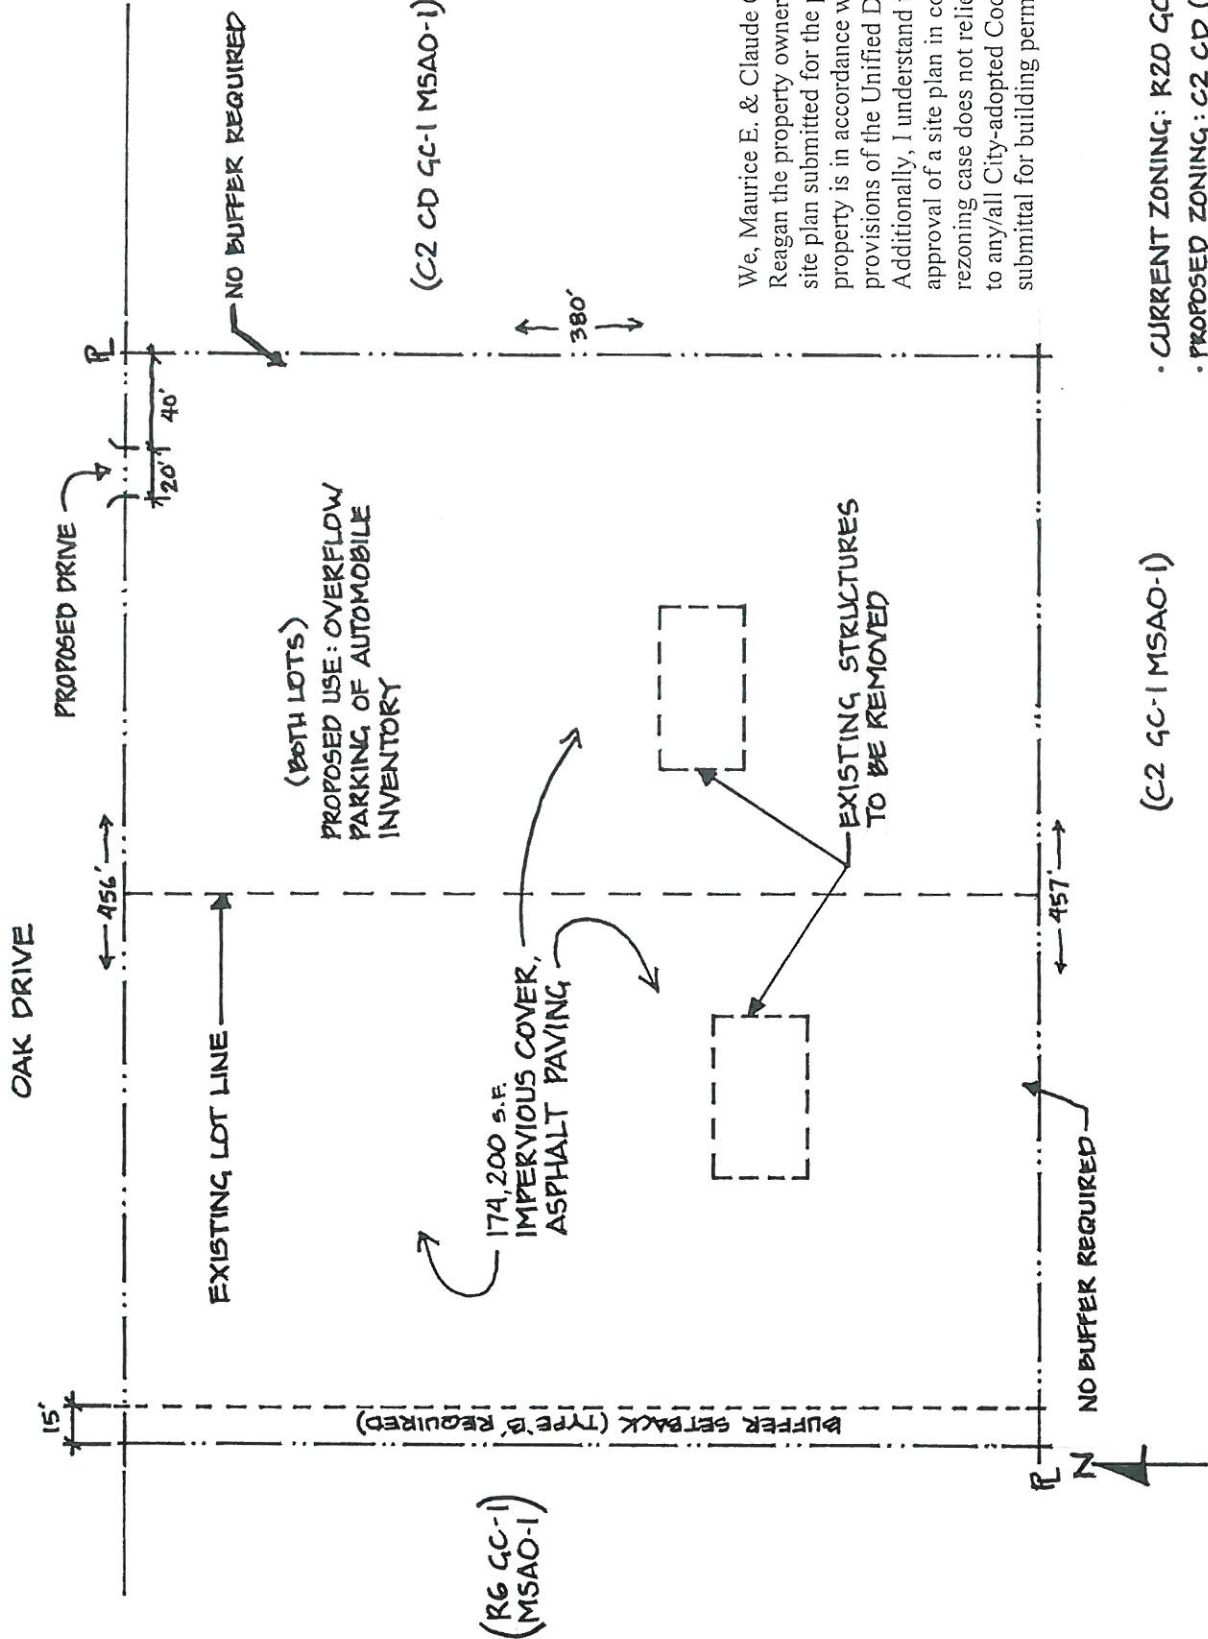 OAK DRIVE
15'
456'
PROPOSED DRIVE
20'
40'
PL
NO BUFFER REQUIRED
EXISTING LOT LINE
(BOTH LOTS)
PROPOSED USE: OVERFLOW
PARKING OF AUTOMOBILE
INVENTORY
(C2 CD GC-1 MSAO-1)
(R6 GC-1
MSAO-1)
BUFFER SETBACK (TYPE 'B' REQUIRED)
174,200 S.F.
IMPERVIOUS COVER,
ASPHALT PAVING
380'
EXISTING STRUCTURES
TO BE REMOVED
We, Maurice E. & Claude
Reagan the property owner
site plan submitted for the
property is in accordance
provisions of the Unified
Additionally, I understand
approval of a site plan in
rezoning case does not
to any/all City-adopted
submittal for building
PL
N
NO BUFFER REQUIRED
457'
(C2 GC-1 MSAO-1)
· CURRENT ZONING: R20
· PROPOSED ZONING: C2 CD (